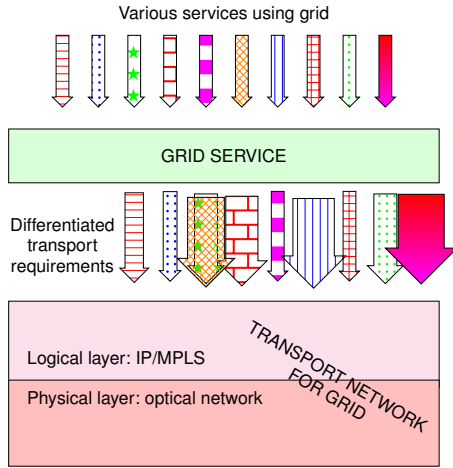 Various services using grid
GRID SERVICE
Differentiated
transport
requirements
Logical layer: IP/MPLS
Physical layer: optical network
TRANSPORT NETWORK
FOR GRID